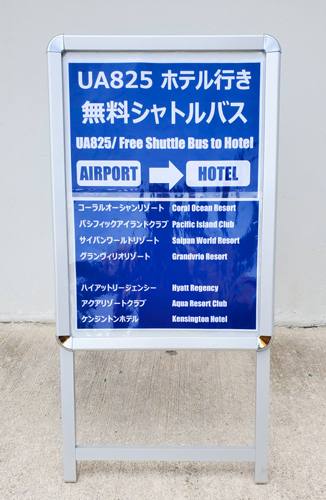 UA825 ホテル行き
無料シャトルバス
UA825/ Free Shuttle Bus to Hotel
AIRPORT HOTEL
コーラルオーシャンリゾート Coral Ocean Resort
パシフィックアイランドクラブ Pacific Island Club
サイパンワールドリゾート Saipan World Resort
グランヴィリオリゾート Grandvrio Resort
ハイアットリージェンシー Hyatt Regency
アクアリゾートクラブ Aqua Resort Club
ケンジントンホテル Kensington Hotel